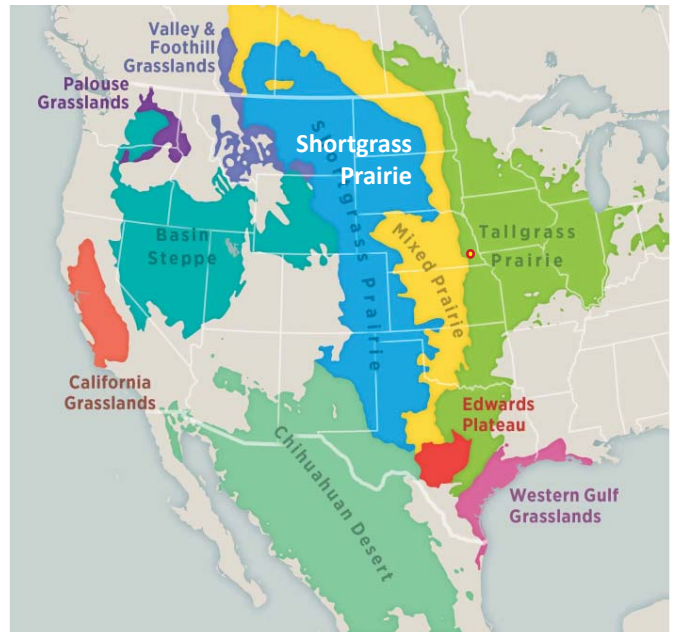 Valley &
Foothill
Grasslands
Palouse
Grasslands
Shortgrass
Prairie
Shortgrass Prairie
Basin
Steppe
Mixed Prairie
Tallgrass
Prairie
California
Grasslands
Edwards
Plateau
Chihuahuan Desert
Western Gulf
Grasslands